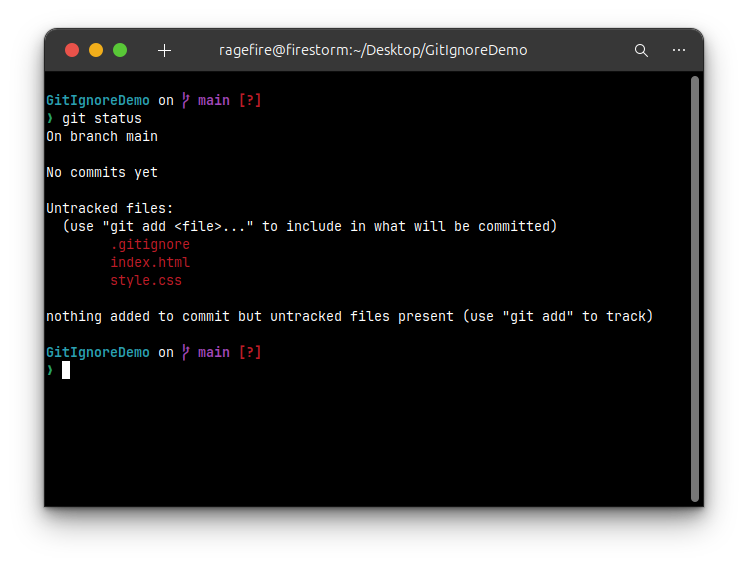 ragefire@firestorm:~/Desktop/GitIgnoreDemo
GitIgnoreDemo on main [?]
❯ git status
On branch main
No commits yet
Untracked files:
(use "git add <file>..." to include in what will be committed)
.gitignore
index.html
style.css
nothing added to commit but untracked files present (use "git add" to track)
GitIgnoreDemo on main [?]
❯